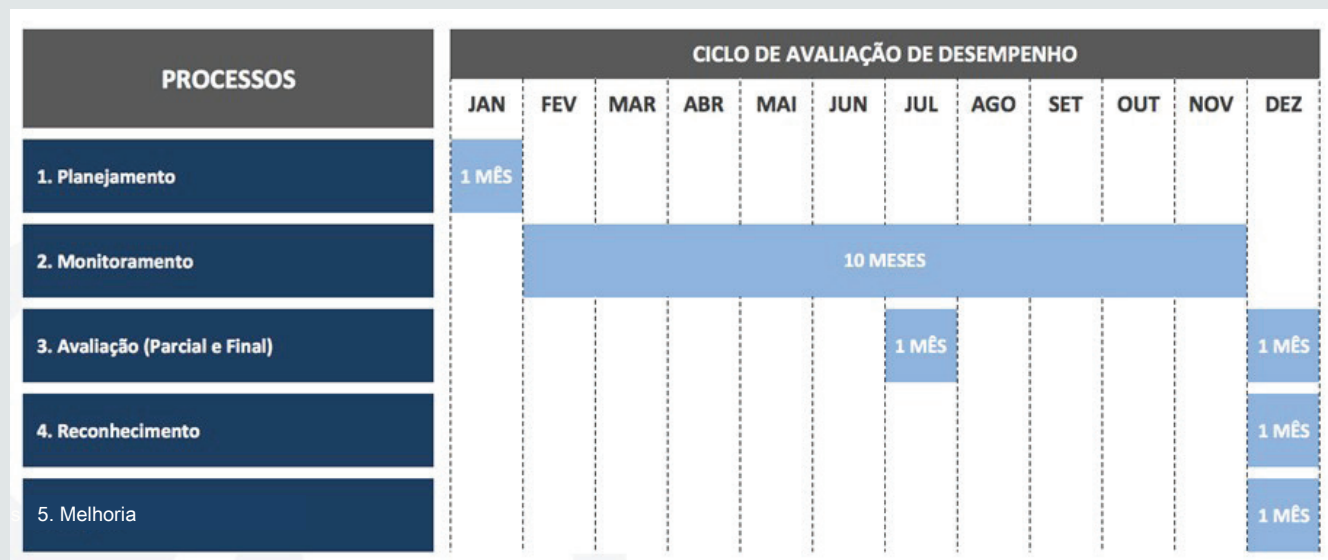 PROCESSOS
CICLO DE AVALIAÇÃO DE DESEMPENHO
JAN FEV MAR ABR MAI JUN JUL AGO SET OUT NOV DEZ
1. Planejamento 1 MÊS
2. Monitoramento 10 MESES
3. Avaliação (Parcial e Final) 1 MÊS 1 MÊS
4. Reconhecimento 1 MÊS
5. Melhoria 1 MÊS